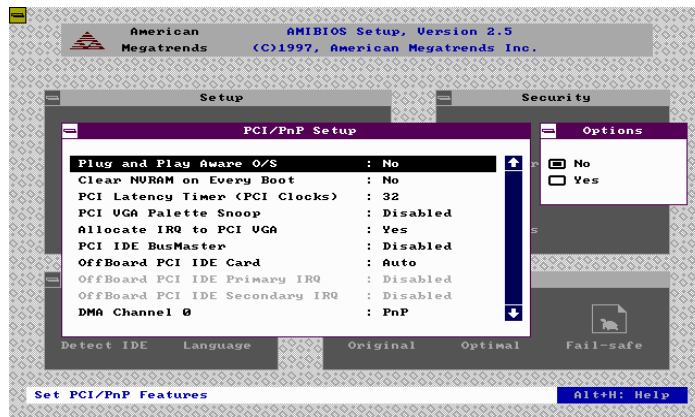 American
Megatrends
AMIBIOS Setup, Version 2.5
(C)1997, American Megatrends Inc.
Setup
Security
PCI/PnP Setup
Plug and Play Aware O/S : No
Clear NVRAM on Every Boot : No
PCI Latency Timer (PCI Clocks) : 32
PCI VGA Palette Snoop : Disabled
Allocate IRQ to PCI VGA : Yes
PCI IDE BusMaster : Disabled
OffBoard PCI IDE Card : Auto
OffBoard PCI IDE Primary IRQ : Disabled
OffBoard PCI IDE Secondary IRQ : Disabled
DMA Channel 0 : PnP
Options
No
Yes
Detect IDE Language Original Optimal Fail-safe
Set PCI/PnP Features
Alt+H: Help